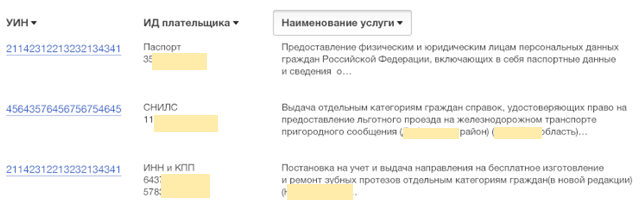 УИН ИД плательщика Наименование услуги
21142312213232134341 Паспорт Предоставление физическим и юридическим лицам персональных данных
35 граждан Российской Федерации, включающих в себя паспортные данные
и сведения о...
45643576456756754645 СНИЛС Выдача отдельным категориям граждан справок, удостоверяющих право на
11 предоставление льготного проезда на железнодорожном транспорте
пригородного сообщения ( район) ( область)...
21142312213232134341 ИНН и КПП Постановка на учет и выдача направления на бесплатное изготовление
6437 и ремонт зубных протезов отдельным категориям граждан(в новой редакции)
5783 (